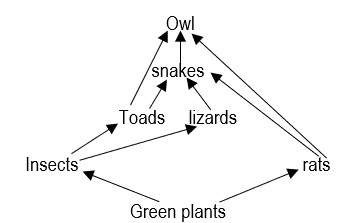 Owl
snakes
Toads lizards
Insects rats
Green plants